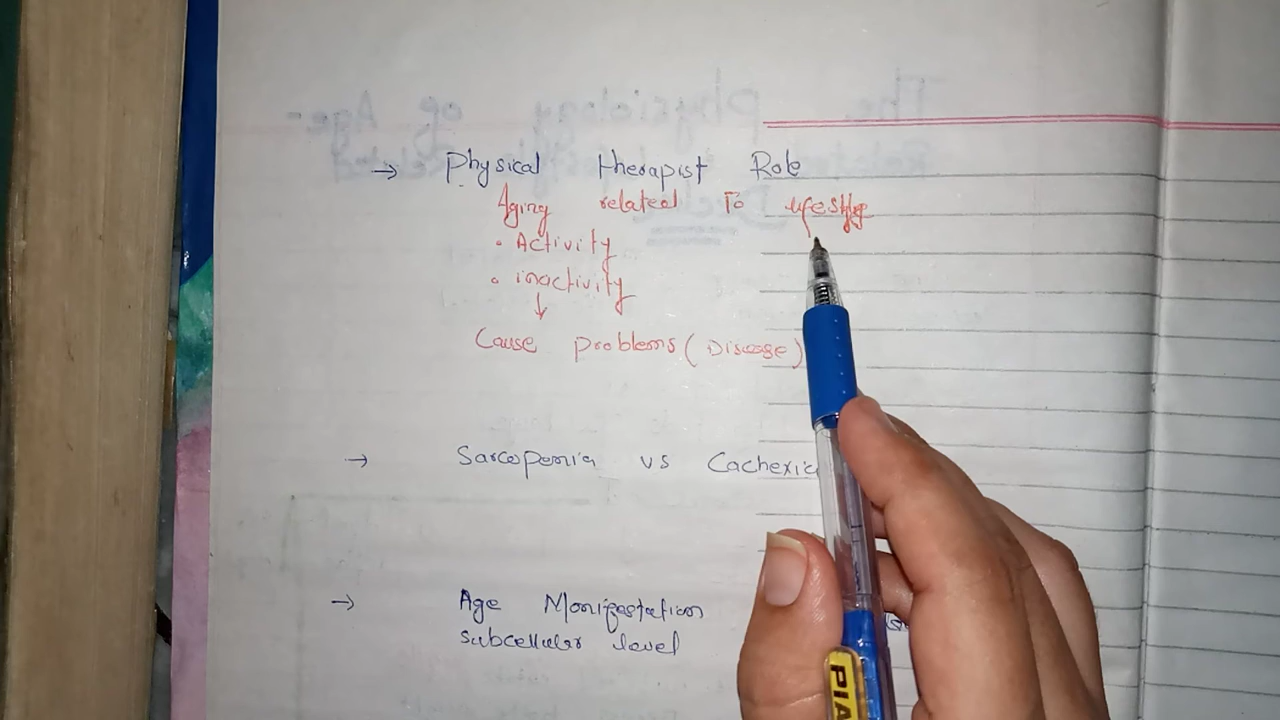 → Physical therapist Role
Aging related To lifestyle
• Activity
• inactivity
↓
Cause problems (Disease)
→ Sarcopenia vs Cachexia
→ Age Manifestation
subcellular level
PIA